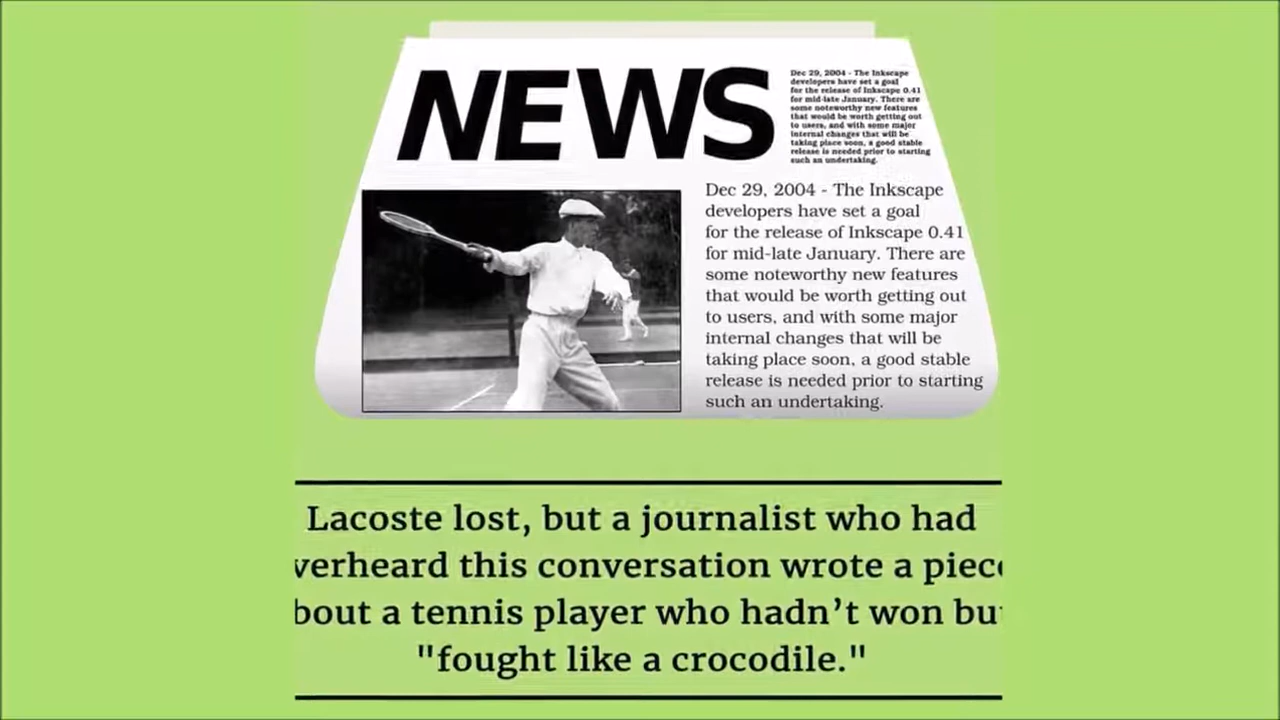 NEWS
Dec 29, 2004 - The Inkscape
developers have set a goal
for the release of Inkscape 0.41
for mid-late January. There are
some noteworthy new features
that would be worth getting out
to users, and with some major
internal changes that will be
taking place soon, a good stable
release is needed prior to starting
such an undertaking.
Dec 29, 2004 - The Inkscape
developers have set a goal
for the release of Inkscape 0.41
for mid-late January. There are
some noteworthy new features
that would be worth getting out
to users, and with some major
internal changes that will be
taking place soon, a good stable
release is needed prior to starting
such an undertaking.
Lacoste lost, but a journalist who had
verheard this conversation wrote a piec
bout a tennis player who hadn’t won bu
"fought like a crocodile."